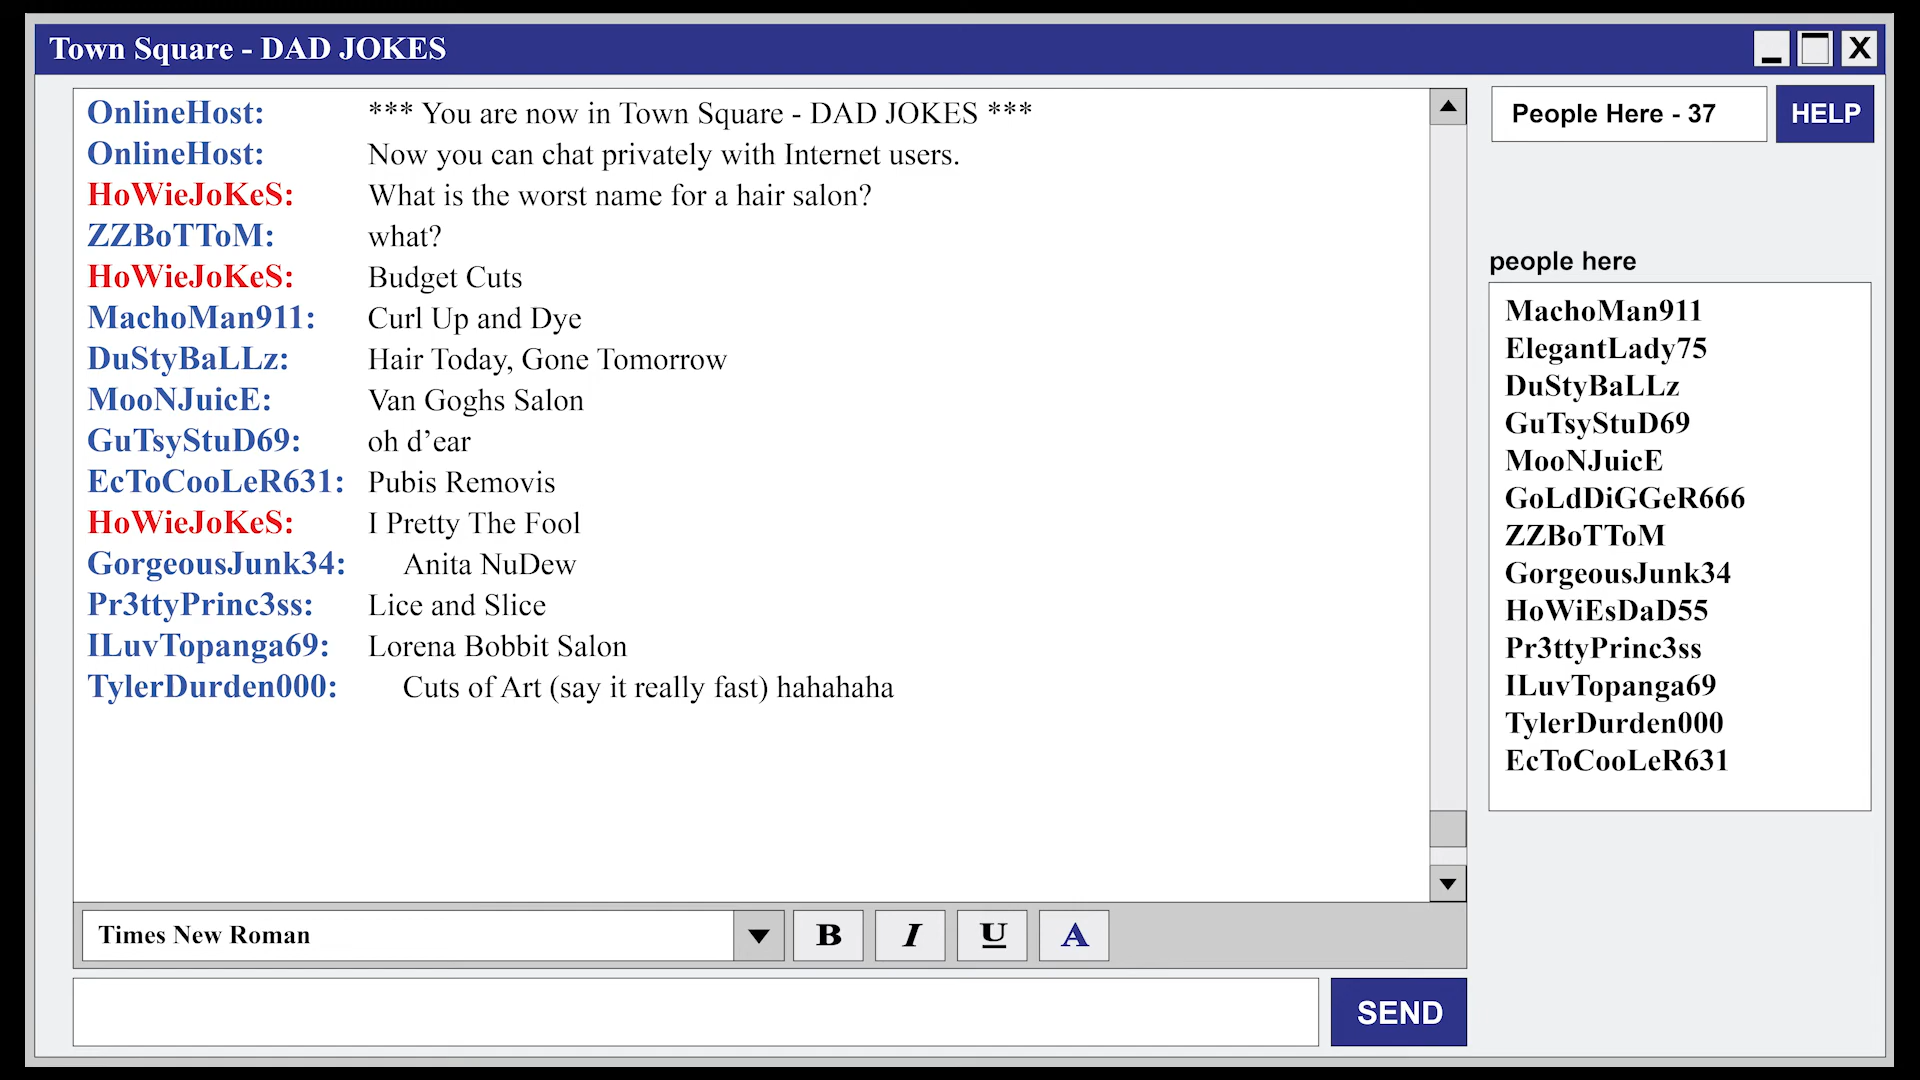 Town Square - DAD JOKES
X
OnlineHost: *** You are now in Town Square - DAD JOKES ***
OnlineHost: Now you can chat privately with Internet users.
HoWieJoKeS: What is the worst name for a hair salon?
ZZBoTToM: what?
HoWieJoKeS: Budget Cuts
MachoMan911: Curl Up and Dye
DuStyBaLLz: Hair Today, Gone Tomorrow
MooNJuicE: Van Goghs Salon
GuTsyStuD69: oh d’ear
EcToCooLeR631: Pubis Removis
HoWieJoKeS: I Pretty The Fool
GorgeousJunk34: Anita NuDew
Pr3ttyPrinc3ss: Lice and Slice
ILuvTopanga69: Lorena Bobbit Salon
TylerDurden000: Cuts of Art (say it really fast) hahahaha
Times New Roman B I U A
SEND
People Here - 37 HELP
people here
MachoMan911
ElegantLady75
DuStyBaLLz
GuTsyStuD69
MooNJuicE
GoLdDiGGeR666
ZZBoTToM
GorgeousJunk34
HoWiEsDaD55
Pr3ttyPrinc3ss
ILuvTopanga69
TylerDurden000
EcToCooLeR631